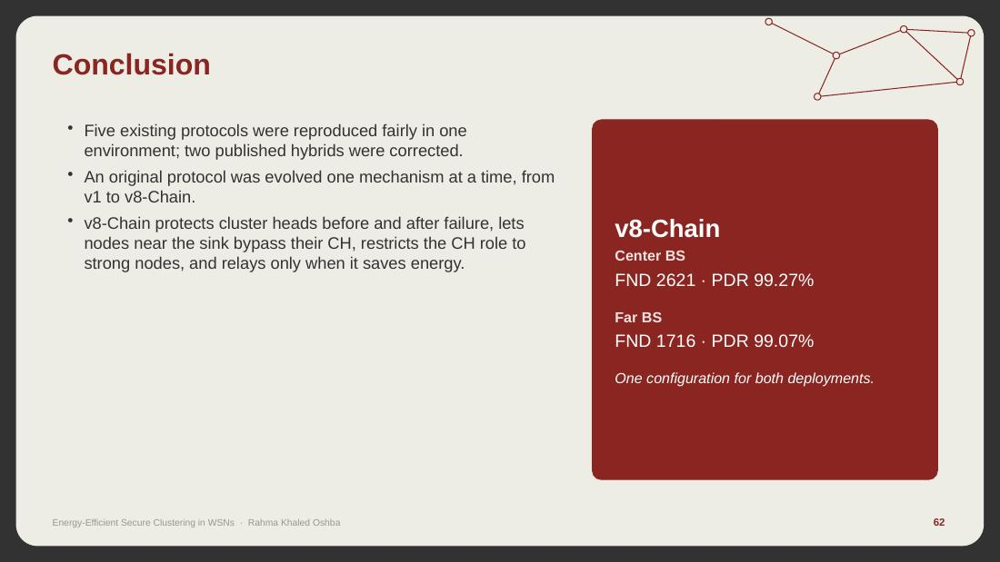 Conclusion
• Five existing protocols were reproduced fairly in one
environment; two published hybrids were corrected.
• An original protocol was evolved one mechanism at a time, from
v1 to v8-Chain.
• v8-Chain protects cluster heads before and after failure, lets
nodes near the sink bypass their CH, restricts the CH role to
strong nodes, and relays only when it saves energy.
v8-Chain
Center BS
FND 2621 · PDR 99.27%
Far BS
FND 1716 · PDR 99.07%
One configuration for both deployments.
Energy-Efficient Secure Clustering in WSNs · Rahma Khaled Oshba
62